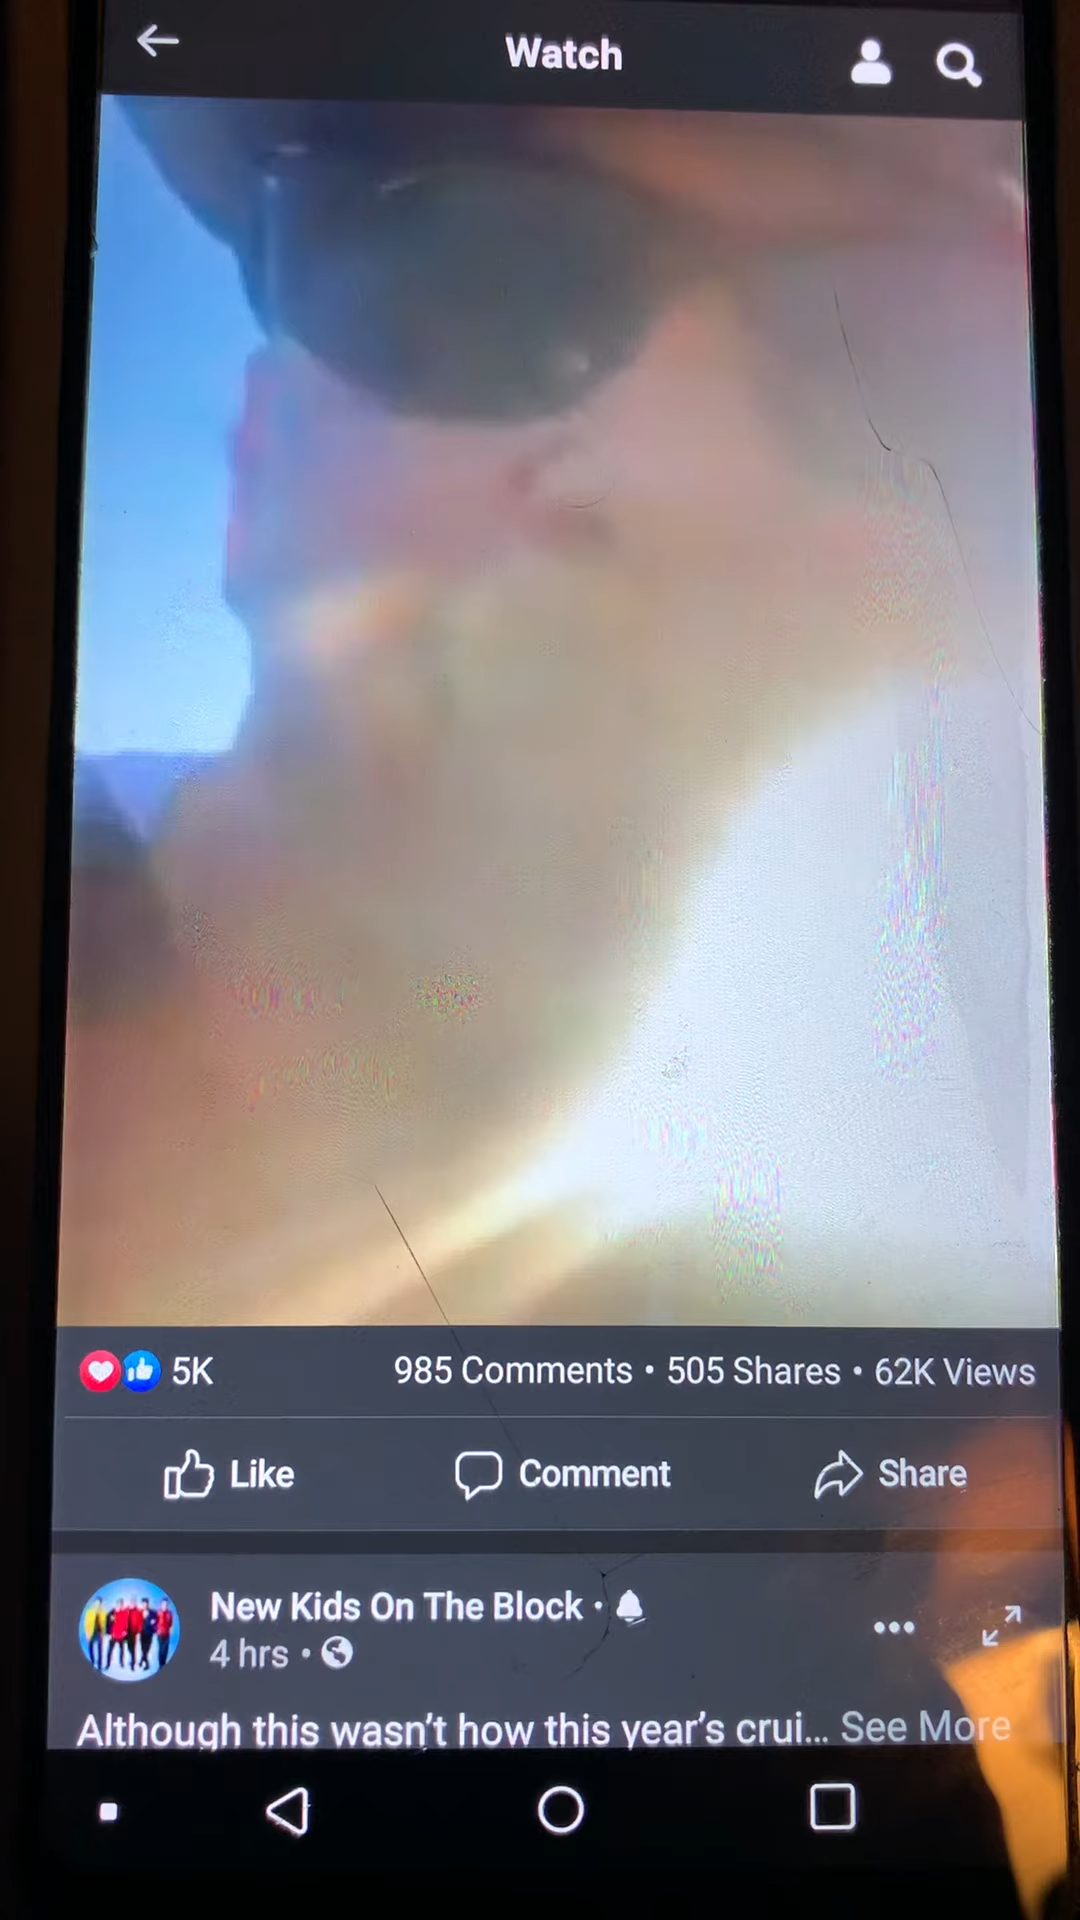 Watch
5K 985 Comments • 505 Shares • 62K Views
Like Comment Share
New Kids On The Block •
4 hrs •
Although this wasn't how this year's crui... See More